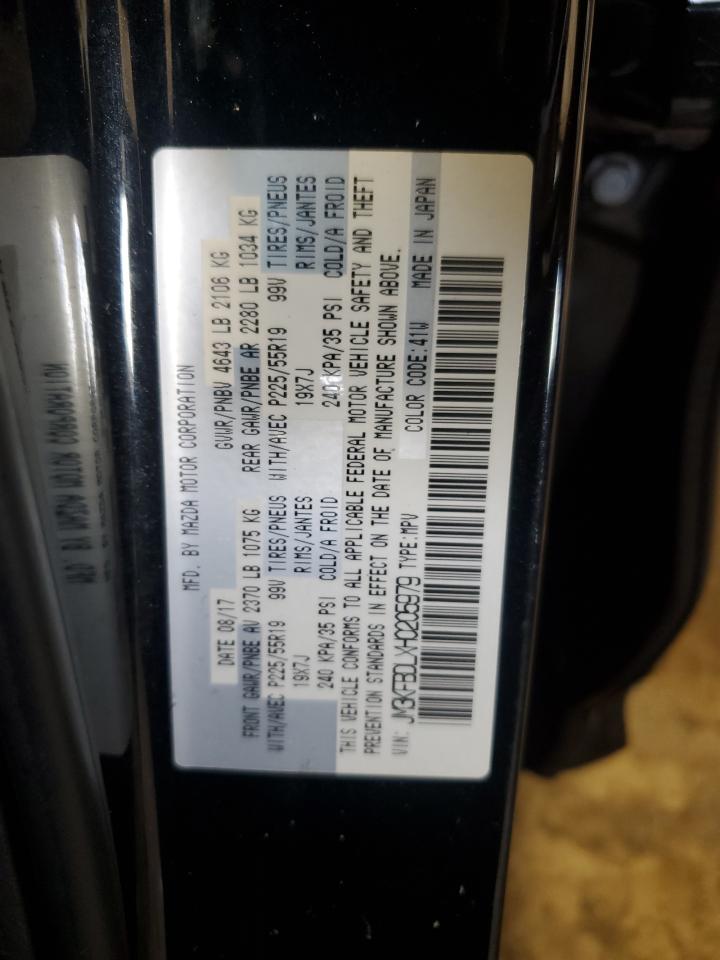 MFD. BY MAZDA MOTOR CORPORATION
DATE 08/17 GVWR/PNBV 4643 LB 2106 KG
FRONT GAWR/PNBE AV 2370 LB 1075 KG REAR GAWR/PNBE AR 2280 LB 1034 KG
WITH/AVEC P225/55R19 99V TIRES/PNEUS WITH/AVEC P225/55R19 99V TIRES/PNEUS
19X7J RIMS/JANTES 19X7J RIMS/JANTES
240 KPA/35 PSI COLD/A FROID 240 KPA/35 PSI COLD/A FROID
THIS VEHICLE CONFORMS TO ALL APPLICABLE FEDERAL MOTOR VEHICLE SAFETY AND THEFT
PREVENTION STANDARDS IN EFFECT ON THE DATE OF MANUFACTURE SHOWN ABOVE.
VIN: JM3KFBDLXH0205979 TYPE:MPV COLOR CODE:41W MADE IN JAPAN